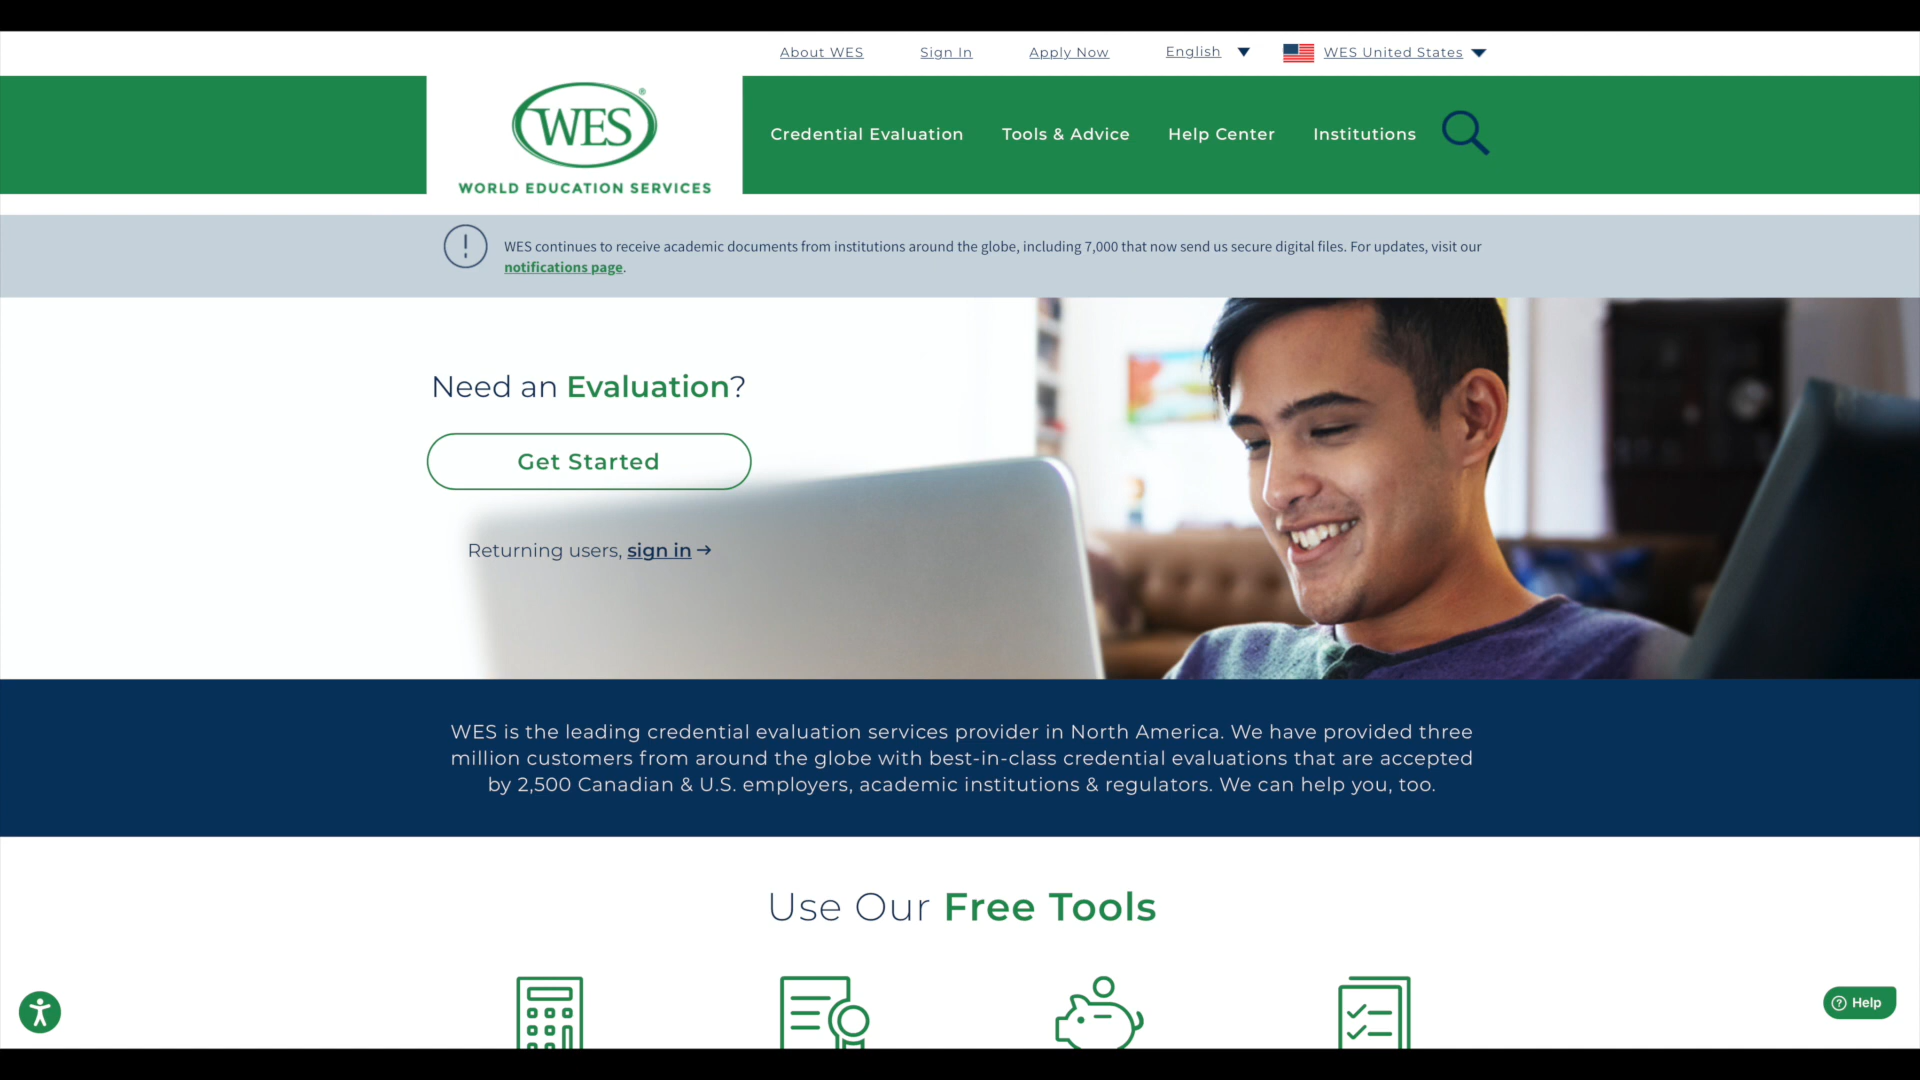 About WES
Sign In
Apply Now
English
WES United States
WES
®
WORLD EDUCATION SERVICES
Credential Evaluation
Tools & Advice
Help Center
Institutions
WES continues to receive academic documents from institutions around the globe, including 7,000 that now send us secure digital files. For updates, visit our
notifications page.
Need an Evaluation?
Get Started
Returning users, sign in →
WES is the leading credential evaluation services provider in North America. We have provided three
million customers from around the globe with best-in-class credential evaluations that are accepted
by 2,500 Canadian & U.S. employers, academic institutions & regulators. We can help you, too.
Use Our Free Tools
Help